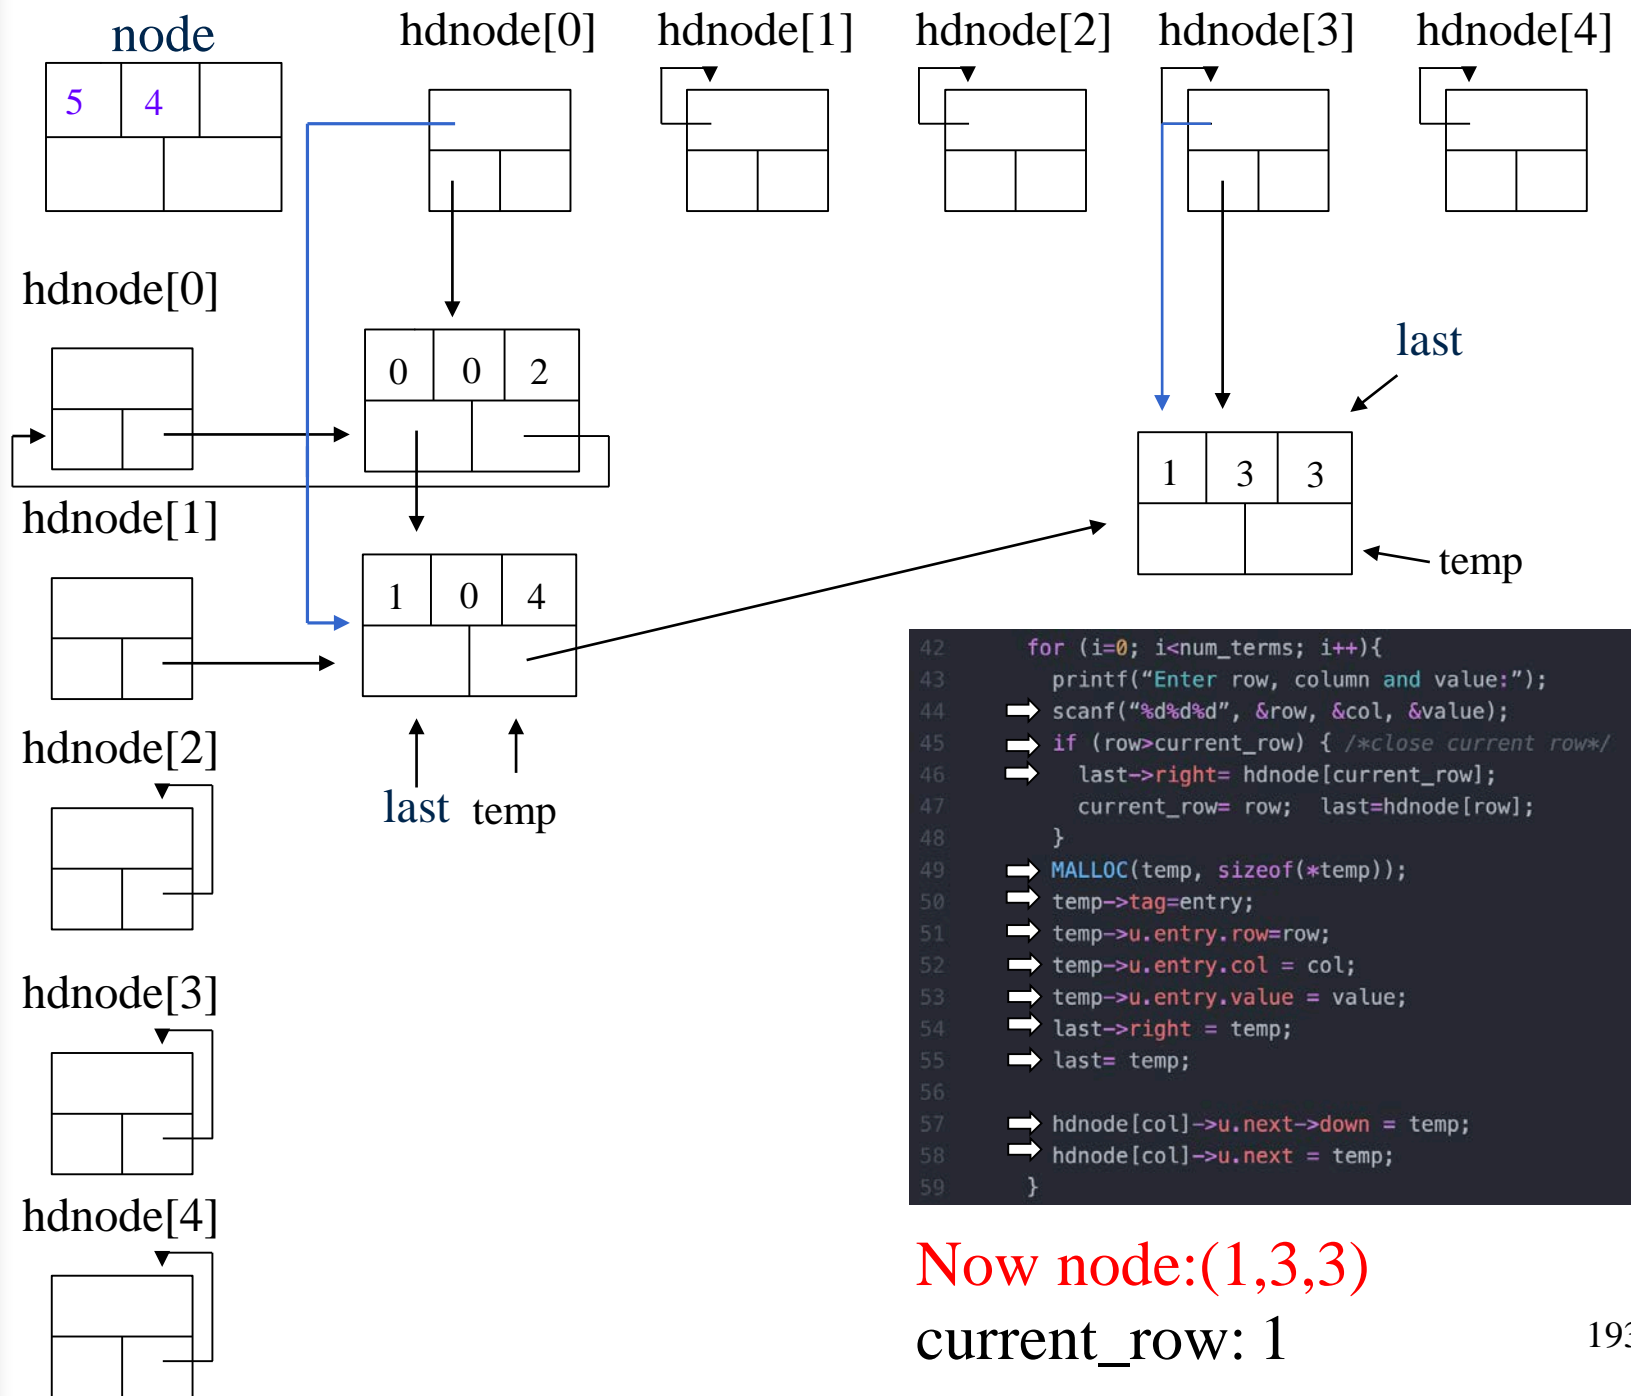 node
hdnode[0]
hdnode[1]
hdnode[2]
hdnode[3]
hdnode[4]
5 4
hdnode[0]
0 0 2
last
hdnode[1]
1 3 3
temp
1 0 4
hdnode[2]
last temp
hdnode[3]
hdnode[4]
42 for (i=0; i<num_terms; i++){
43 printf(“Enter row, column and value:”);
44 scanf(“%d%d%d”, &row, &col, &value);
45 if (row>current_row) { /*close current row*/
46 last->right= hdnode[current_row];
47 current_row= row; last=hdnode[row];
48 }
49 MALLOC(temp, sizeof(*temp));
50 temp->tag=entry;
51 temp->u.entry.row=row;
52 temp->u.entry.col = col;
53 temp->u.entry.value = value;
54 last->right = temp;
55 last= temp;
56
57 hdnode[col]->u.next->down = temp;
58 hdnode[col]->u.next = temp;
59 }
Now node:(1,3,3)
current_row: 1
193